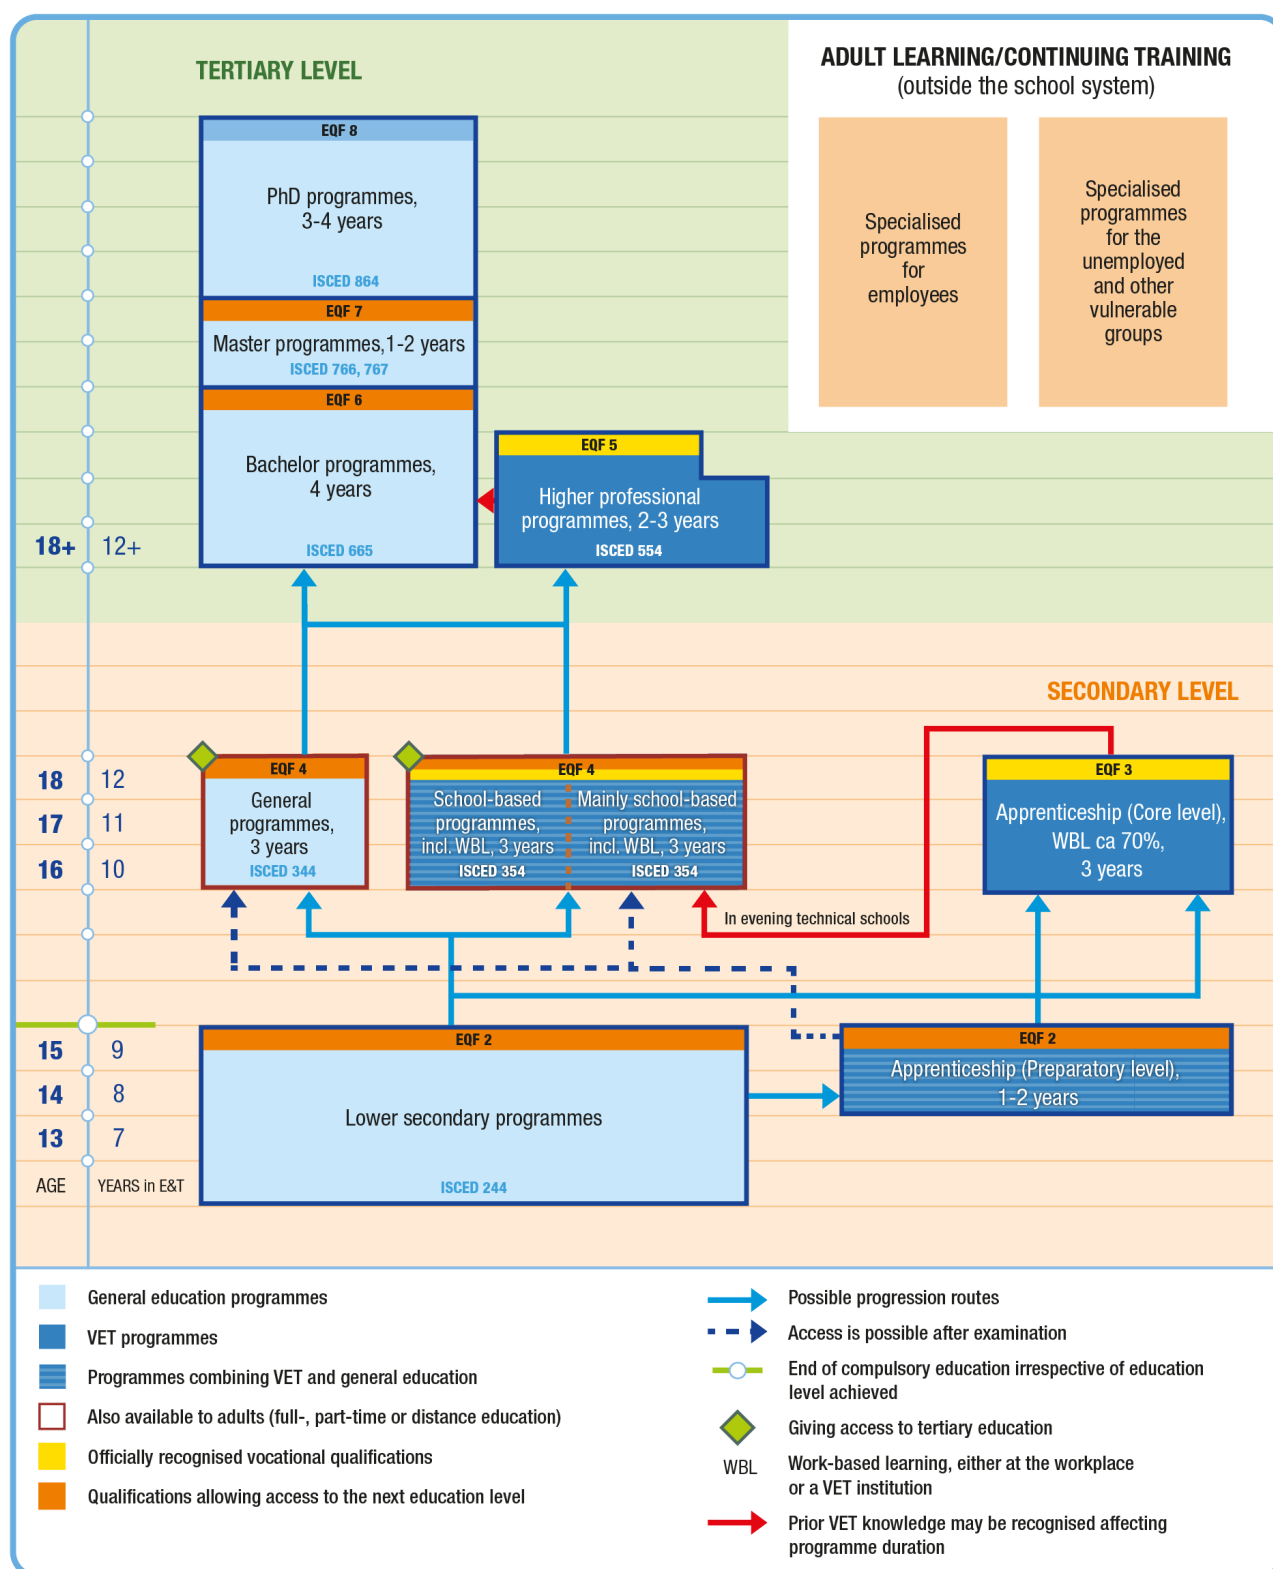 TERTIARY LEVEL
ADULT LEARNING/CONTINUING TRAINING
(outside the school system)
Specialised
programmes
for
employees
Specialised
programmes
for the
unemployed
and other
vulnerable
groups
EQF 8
PhD programmes,
3-4 years
ISCED 864
EQF 7
Master programmes,1-2 years
ISCED 766, 767
EQF 6
Bachelor programmes,
4 years
ISCED 665
EQF 5
Higher professional
programmes, 2-3 years
ISCED 554
18+ 12+
SECONDARY LEVEL
18 12
17 11
16 10
EQF 4
General
programmes,
3 years
ISCED 344
EQF 4
School-based
programmes,
incl. WBL, 3 years
ISCED 354
Mainly school-based
programmes,
incl. WBL, 3 years
ISCED 354
EQF 3
Apprenticeship (Core level),
WBL ca 70%,
3 years
In evening technical schools
15 9
14 8
13 7
AGE YEARS in E&T
EQF 2
Lower secondary programmes
ISCED 244
EQF 2
Apprenticeship (Preparatory level),
1-2 years
General education programmes
VET programmes
Programmes combining VET and general education
Also available to adults (full-, part-time or distance education)
Officially recognised vocational qualifications
Qualifications allowing access to the next education level
Possible progression routes
Access is possible after examination
End of compulsory education irrespective of education
level achieved
Giving access to tertiary education
WBL Work-based learning, either at the workplace
or a VET institution
Prior VET knowledge may be recognised affecting
programme duration